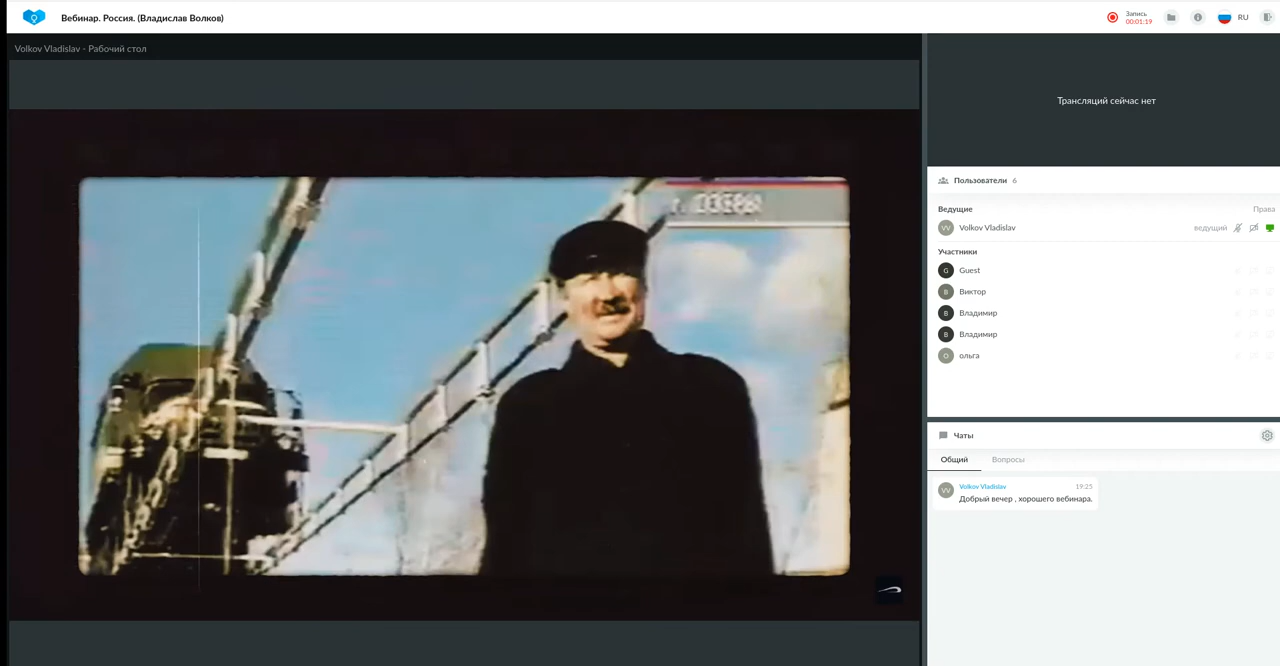 Вебинар. Россия. (Владислав Волков)
Запись
00:01:19
RU
Volkov Vladislav - Рабочий стол
Трансляций сейчас нет
Пользователи 6
Ведущие Права
VV Volkov Vladislav ведущий
Участники
G Guest
В Виктор
В Владимир
В Владимир
О ольга
Чаты
Общий Вопросы
VV Volkov Vladislav 19:25
Добрый вечер , хорошего вебинара.